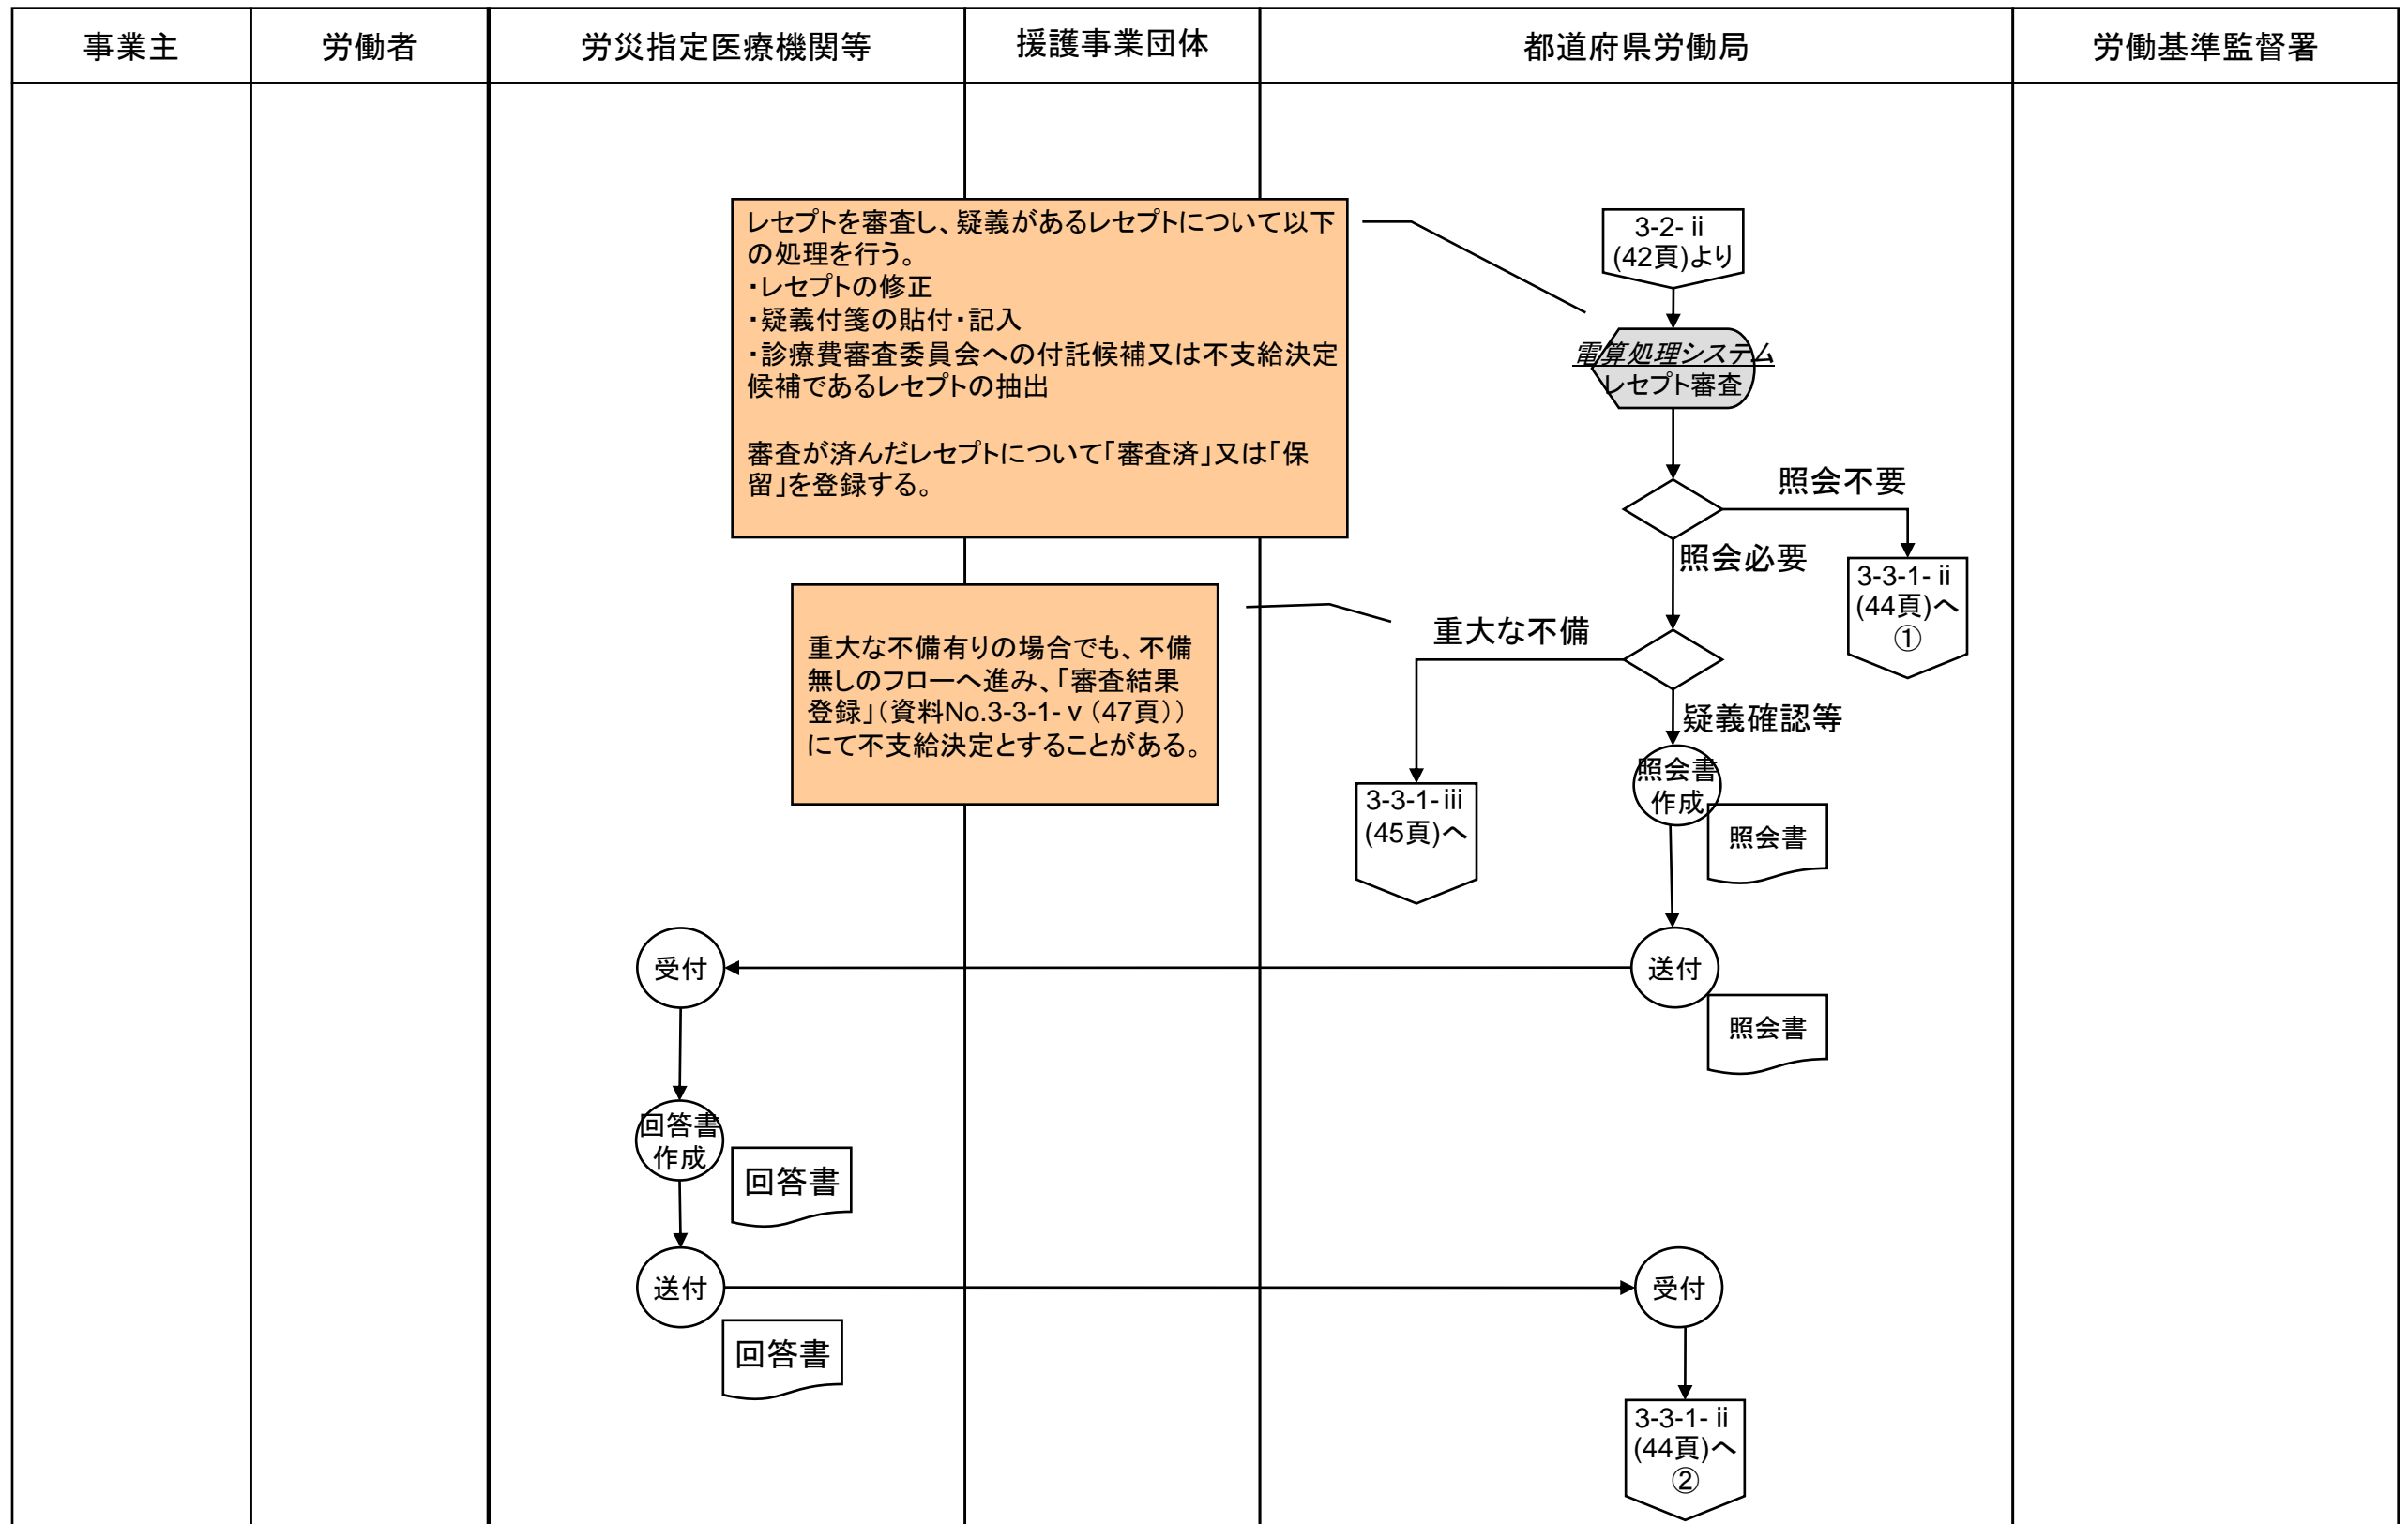 事業主
労働者
労災指定医療機関等
援護事業団体
都道府県労働局
労働基準監督署
レセプトを審査し、疑義があるレセプトについて以下
の処理を行う。
・レセプトの修正
・疑義付箋の貼付・記入
・診療費審査委員会への付託候補又は不支給決定
候補であるレセプトの抽出
審査が済んだレセプトについて「審査済」又は「保
留」を登録する。
3-2-ⅱ
(42頁)より
電算処理システム
レセプト審査
照会不要
照会必要
3-3-1-ⅱ
(44頁)へ
①
重大な不備有りの場合でも、不備
無しのフローへ進み、「審査結果
登録」（資料No.3-3-1-ⅴ（47頁））
にて不支給決定とすることがある。
重大な不備
疑義確認等
3-3-1-ⅲ
(45頁)へ
照会書
作成
照会書
受付
送付
照会書
回答書
作成
回答書
送付
受付
回答書
3-3-1-ⅱ
(44頁)へ
②